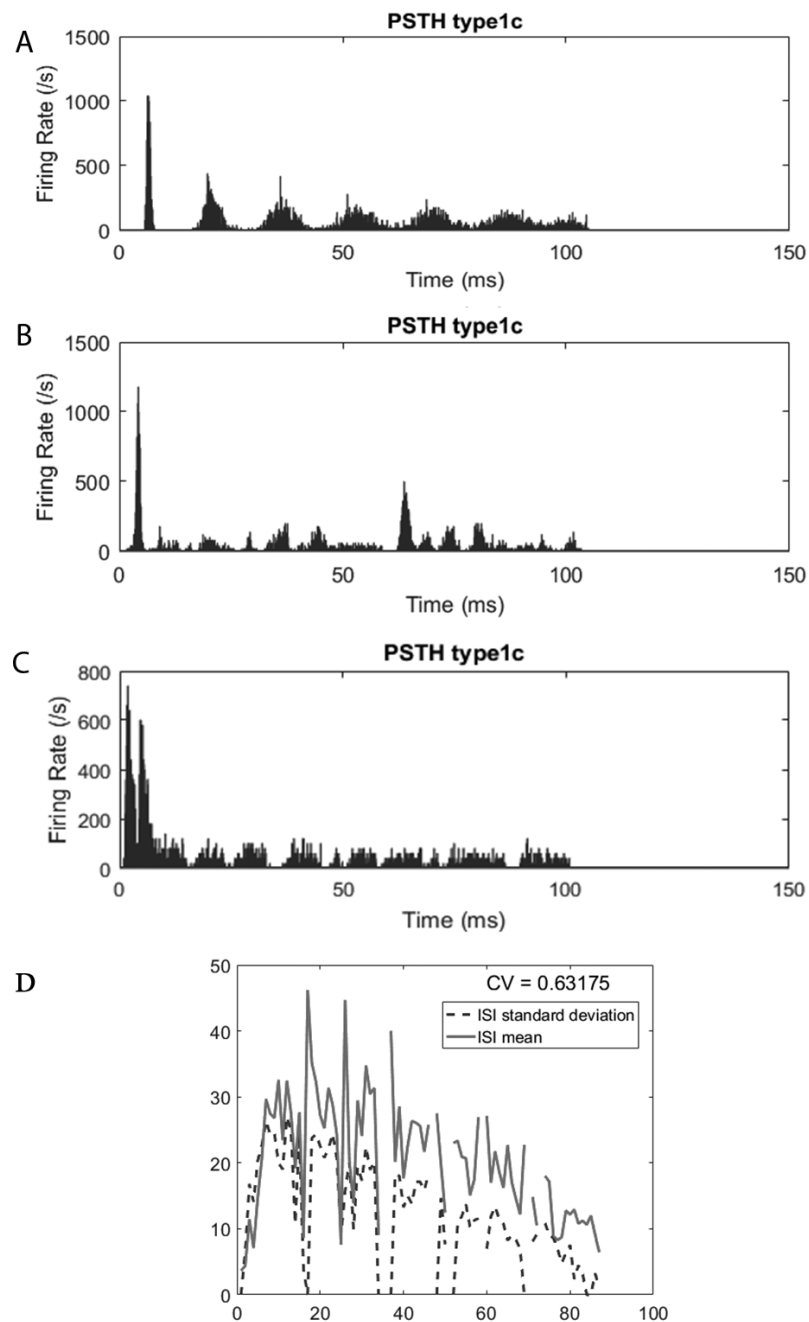 A
PSTH type1c
Firing Rate (/s)
1500
1000
500
0
0 50 100 150
Time (ms)
B
PSTH type1c
Firing Rate (/s)
1500
1000
500
0
0 50 100 150
Time (ms)
C
PSTH type1c
Firing Rate (/s)
800
600
400
200
0
0 50 100 150
Time (ms)
D
50
40
30
20
10
0
CV = 0.63175
ISI standard deviation
ISI mean
0 20 40 60 80 100